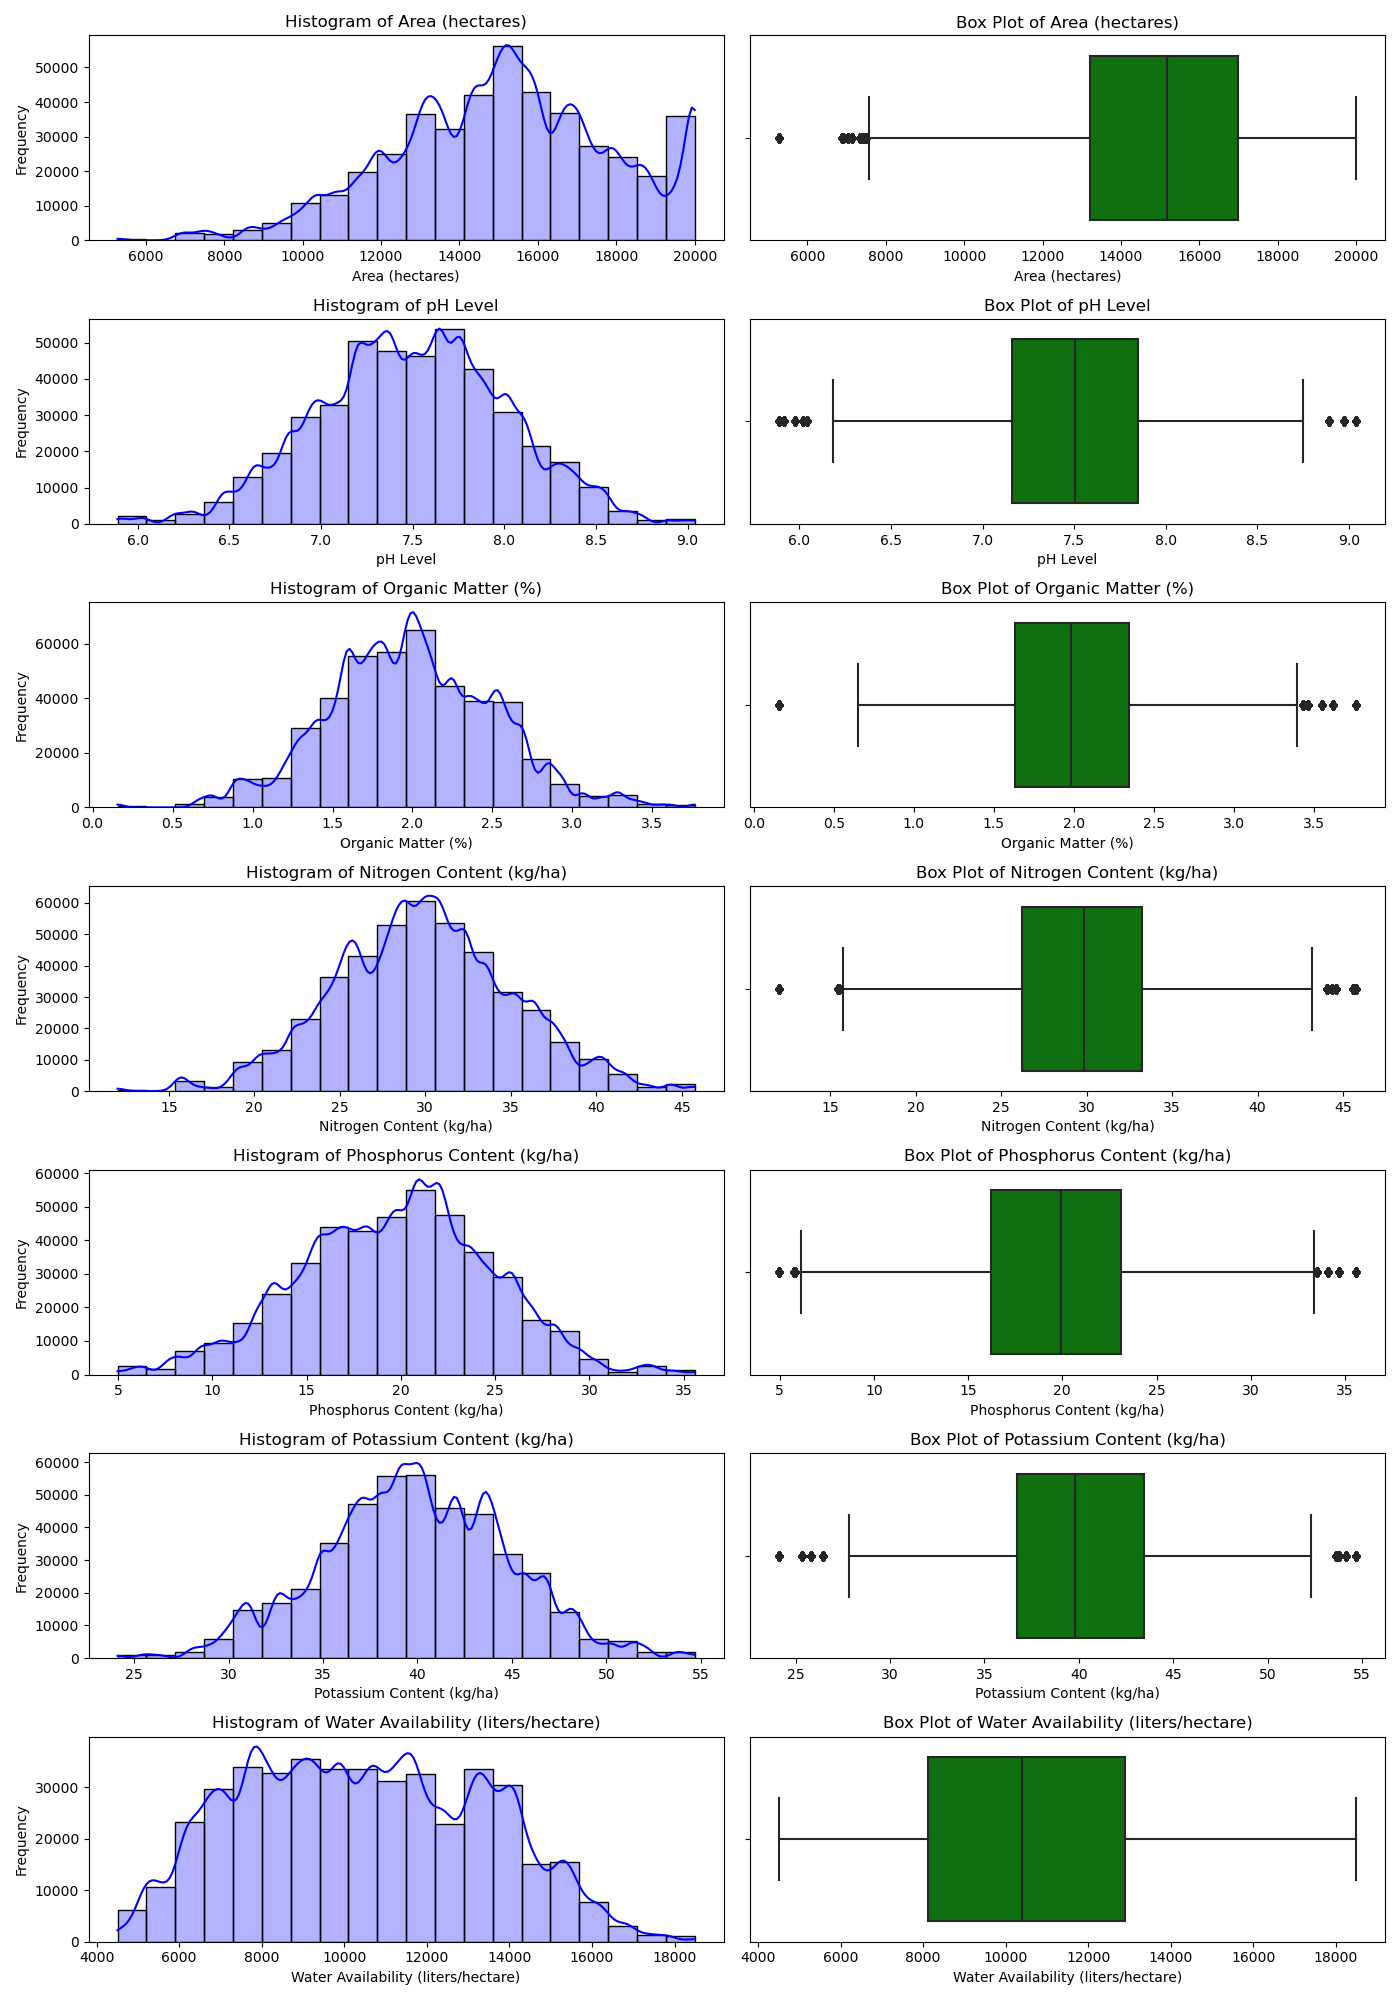 Histogram of Area (hectares)
Box Plot of Area (hectares)
Frequency
50000
40000
30000
20000
10000
0
6000 8000 10000 12000 14000 16000 18000 20000
6000 8000 10000 12000 14000 16000 18000 20000
Area (hectares)
Area (hectares)
Histogram of pH Level
Box Plot of pH Level
Frequency
50000
40000
30000
20000
10000
0
6.0 6.5 7.0 7.5 8.0 8.5 9.0
6.0 6.5 7.0 7.5 8.0 8.5 9.0
pH Level
pH Level
Histogram of Organic Matter (%)
Box Plot of Organic Matter (%)
Frequency
60000
40000
20000
0
0.0 0.5 1.0 1.5 2.0 2.5 3.0 3.5
0.0 0.5 1.0 1.5 2.0 2.5 3.0 3.5
Organic Matter (%)
Organic Matter (%)
Histogram of Nitrogen Content (kg/ha)
Box Plot of Nitrogen Content (kg/ha)
Frequency
60000
50000
40000
30000
20000
10000
0
15 20 25 30 35 40 45
15 20 25 30 35 40 45
Nitrogen Content (kg/ha)
Nitrogen Content (kg/ha)
Histogram of Phosphorus Content (kg/ha)
Box Plot of Phosphorus Content (kg/ha)
Frequency
60000
50000
40000
30000
20000
10000
0
5 10 15 20 25 30 35
5 10 15 20 25 30 35
Phosphorus Content (kg/ha)
Phosphorus Content (kg/ha)
Histogram of Potassium Content (kg/ha)
Box Plot of Potassium Content (kg/ha)
Frequency
60000
50000
40000
30000
20000
10000
0
25 30 35 40 45 50 55
25 30 35 40 45 50 55
Potassium Content (kg/ha)
Potassium Content (kg/ha)
Histogram of Water Availability (liters/hectare)
Box Plot of Water Availability (liters/hectare)
Frequency
30000
20000
10000
0
4000 6000 8000 10000 12000 14000 16000 18000
4000 6000 8000 10000 12000 14000 16000 18000
Water Availability (liters/hectare)
Water Availability (liters/hectare)